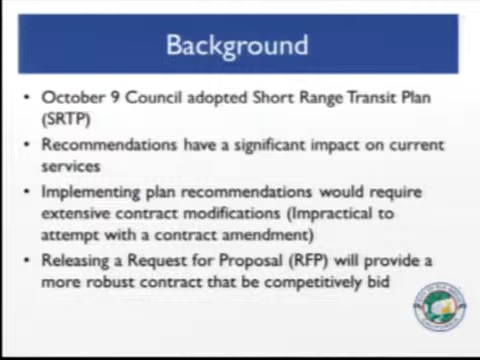 Background
• October 9 Council adopted Short Range Transit Plan
(SRTP)
• Recommendations have a significant impact on current
services
• Implementing plan recommendations would require
extensive contract modifications (Impractical to
attempt with a contract amendment)
• Releasing a Request for Proposal (RFP) will provide a
more robust contract that be competitively bid